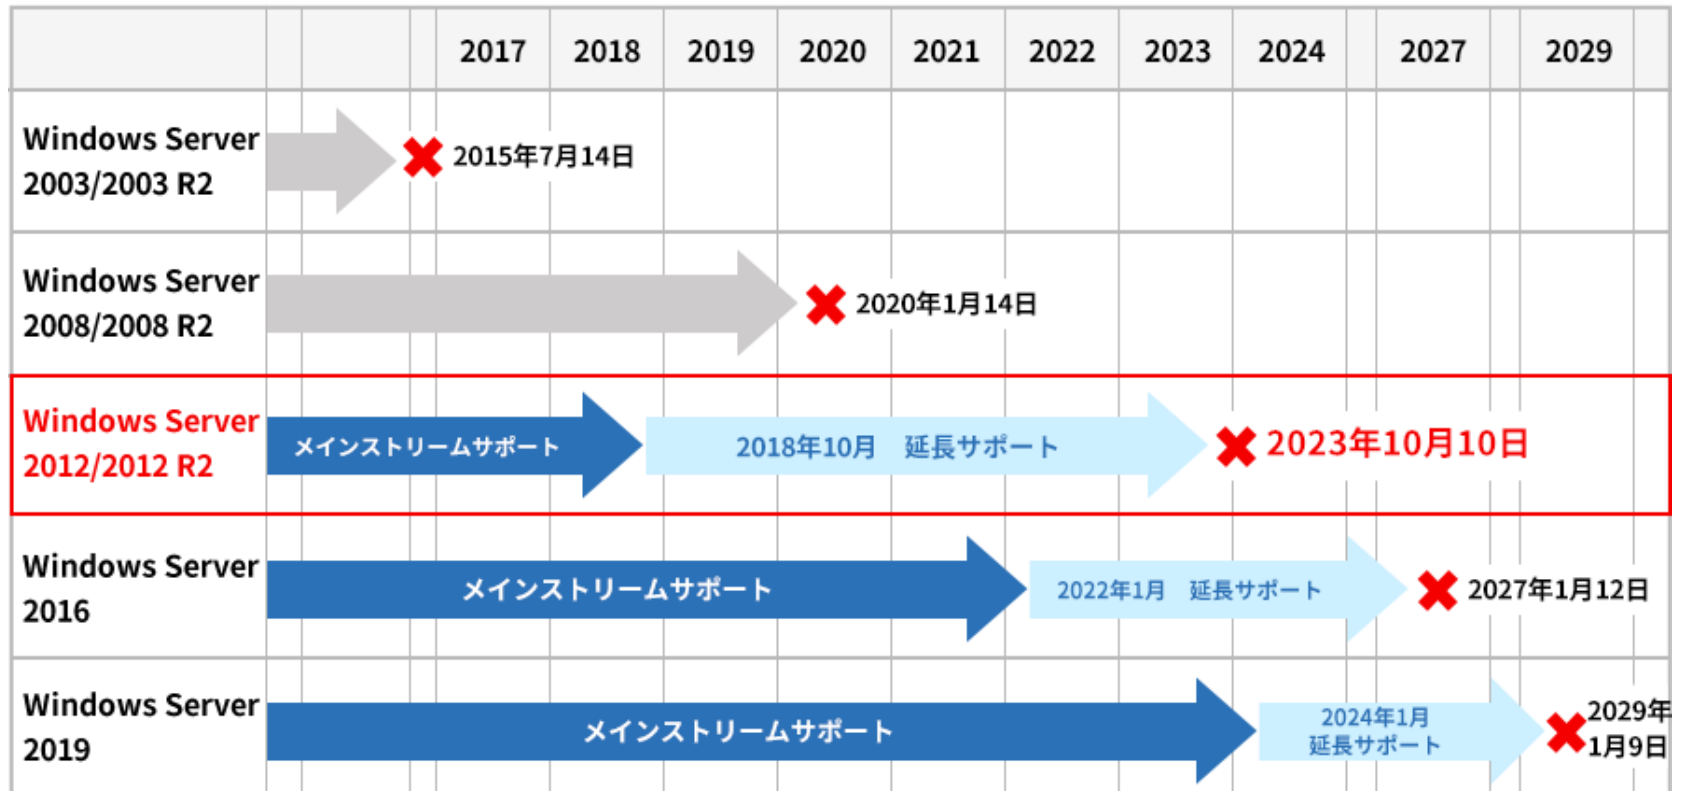 2017 2018 2019 2020 2021 2022 2023 2024 2027 2029
Windows Server
2003/2003 R2
2015年7月14日
Windows Server
2008/2008 R2
2020年1月14日
Windows Server
2012/2012 R2
メインストリームサポート
2018年10月 延長サポート
2023年10月10日
Windows Server
2016
メインストリームサポート
2022年1月 延長サポート
2027年1月12日
Windows Server
2019
メインストリームサポート
2024年1月
延長サポート
2029年
1月9日